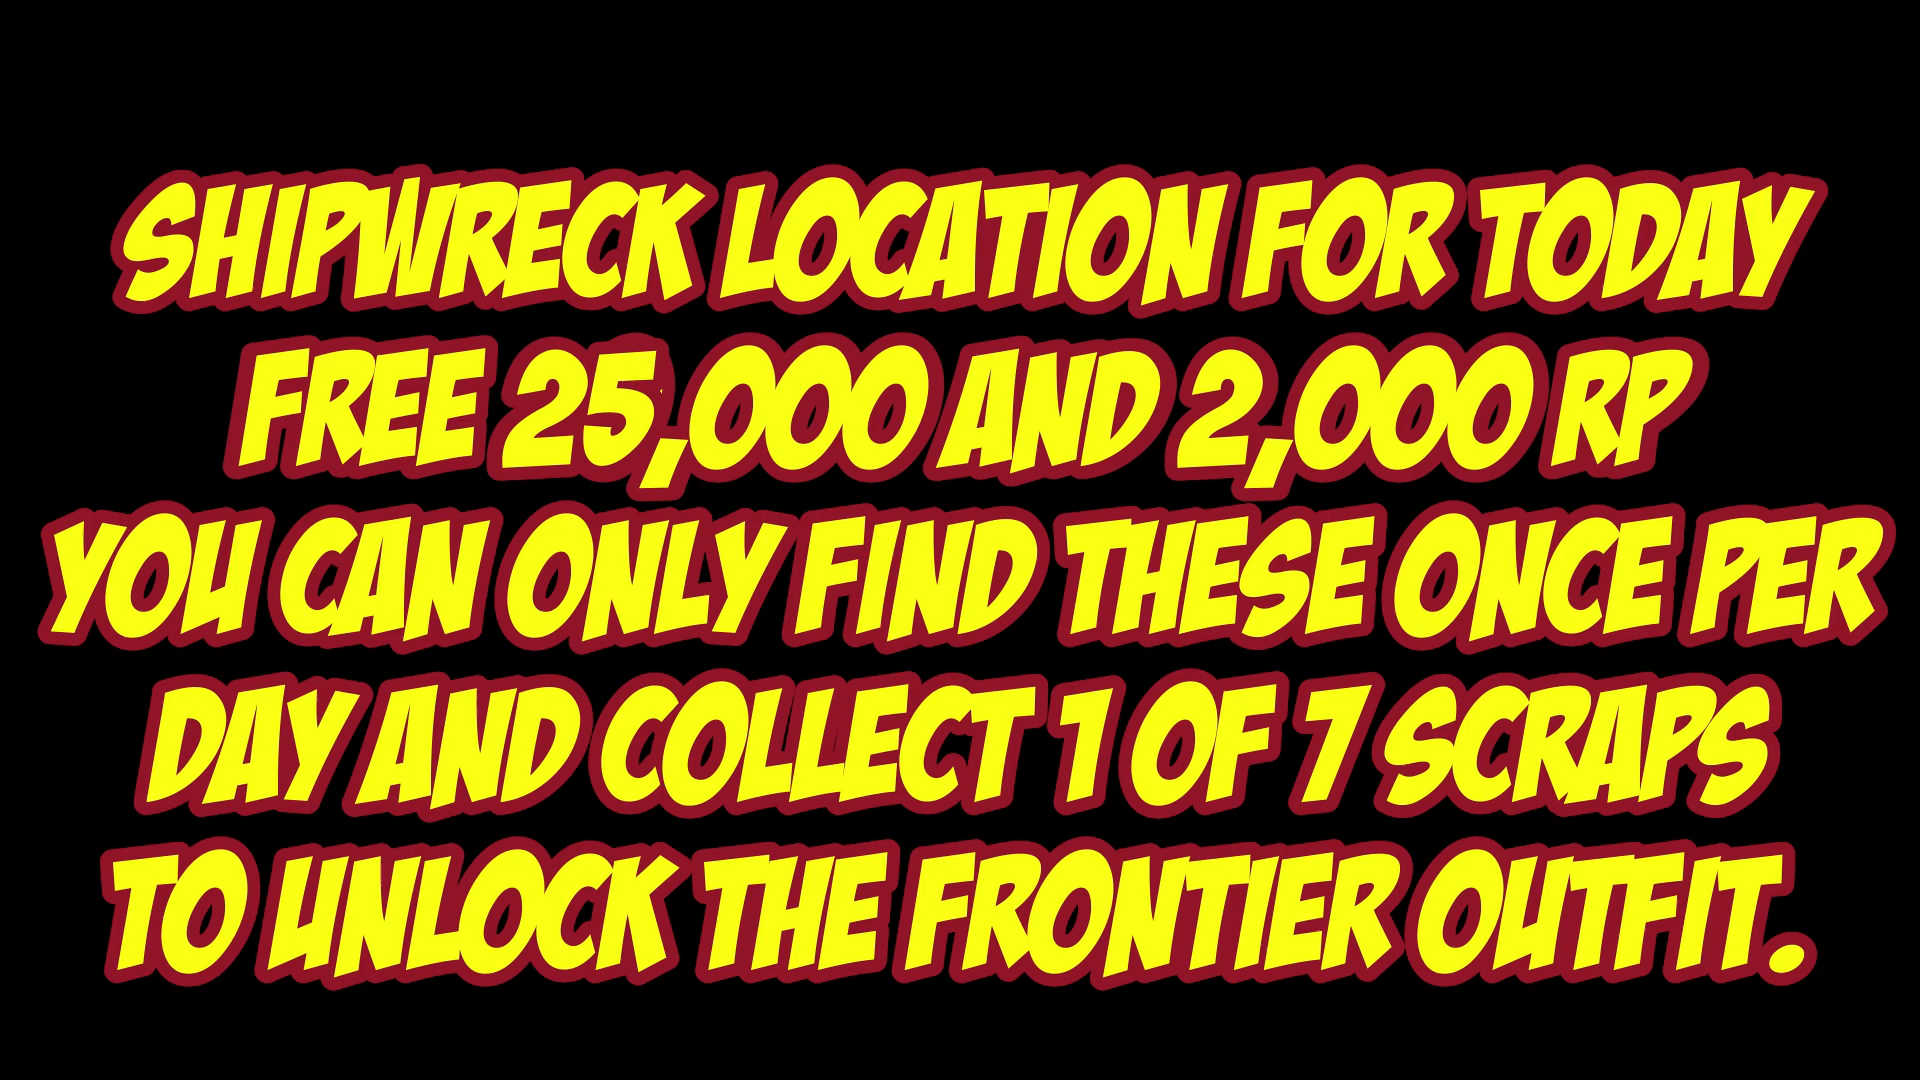 SHIPWRECK LOCATION FOR TODAY
FREE 25,000 AND 2,000 RP
YOU CAN ONLY FIND THESE ONCE PER
DAY AND COLLECT 1 OF 7 SCRAPS
TO UNLOCK THE FRONTIER OUTFIT.